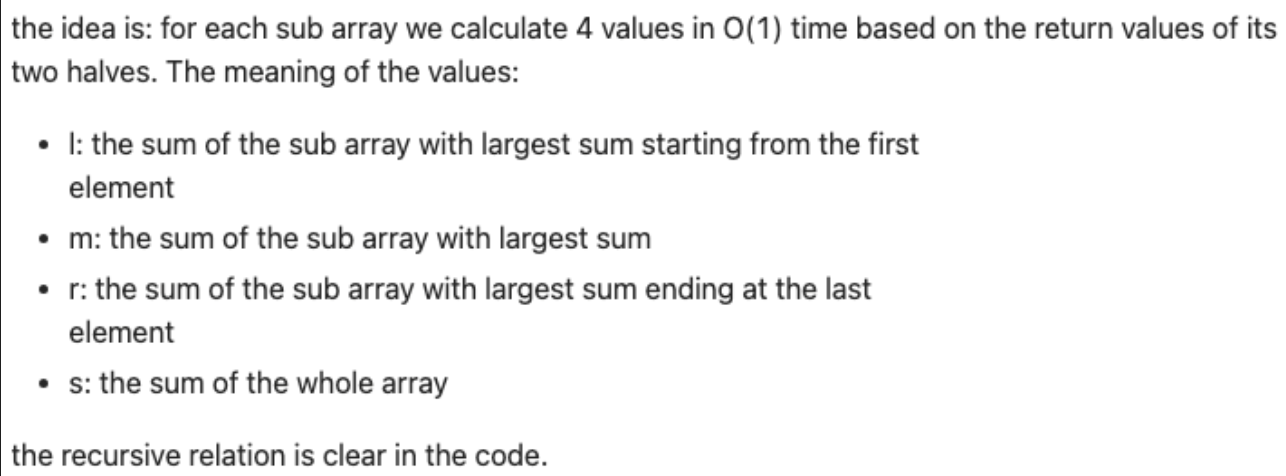 the idea is: for each sub array we calculate 4 values in O(1) time based on the return values of its
two halves. The meaning of the values:
• l: the sum of the sub array with largest sum starting from the first
element
• m: the sum of the sub array with largest sum
• r: the sum of the sub array with largest sum ending at the last
element
• s: the sum of the whole array
the recursive relation is clear in the code.